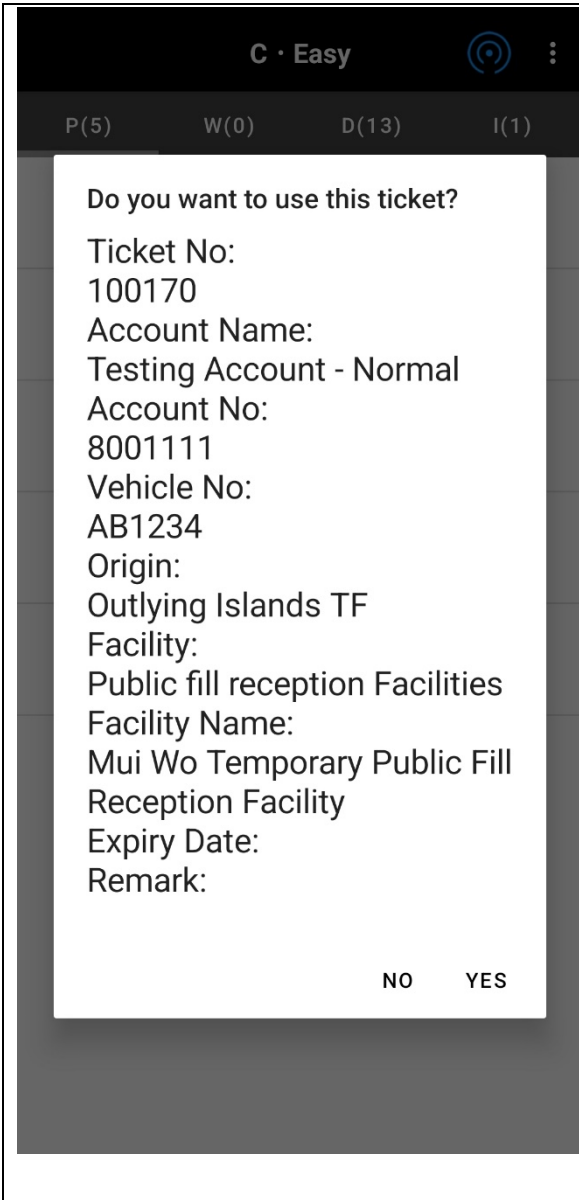 C · Easy
P(5) W(0) D(13) I(1)
Do you want to use this ticket?
Ticket No:
100170
Account Name:
Testing Account - Normal
Account No:
8001111
Vehicle No:
AB1234
Origin:
Outlying Islands TF
Facility:
Public fill reception Facilities
Facility Name:
Mui Wo Temporary Public Fill
Reception Facility
Expiry Date:
Remark:
NO YES